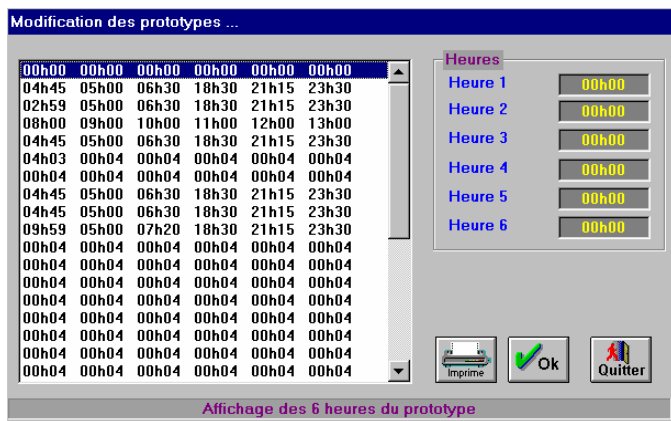 Modification des prototypes ...
00h00 00h00 00h00 00h00 00h00 00h00
04h45 05h00 06h30 18h30 21h15 23h30
02h59 05h00 06h30 18h30 21h15 23h30
08h00 09h00 10h00 11h00 12h00 13h00
04h45 05h00 06h30 18h30 21h15 23h30
04h03 00h04 00h04 00h04 00h04 00h04
00h04 00h04 00h04 00h04 00h04 00h04
04h45 05h00 06h30 18h30 21h15 23h30
04h45 05h00 06h30 18h30 21h15 23h30
09h59 05h00 07h20 18h30 21h15 23h30
00h04 00h04 00h04 00h04 00h04 00h04
00h04 00h04 00h04 00h04 00h04 00h04
00h04 00h04 00h04 00h04 00h04 00h04
00h04 00h04 00h04 00h04 00h04 00h04
00h04 00h04 00h04 00h04 00h04 00h04
00h04 00h04 00h04 00h04 00h04 00h04
00h04 00h04 00h04 00h04 00h04 00h04
00h04 00h04 00h04 00h04 00h04 00h04
Heures
Heure 1 00h00
Heure 2 00h00
Heure 3 00h00
Heure 4 00h00
Heure 5 00h00
Heure 6 00h00
Imprime
Ok
Quitter
Affichage des 6 heures du prototype